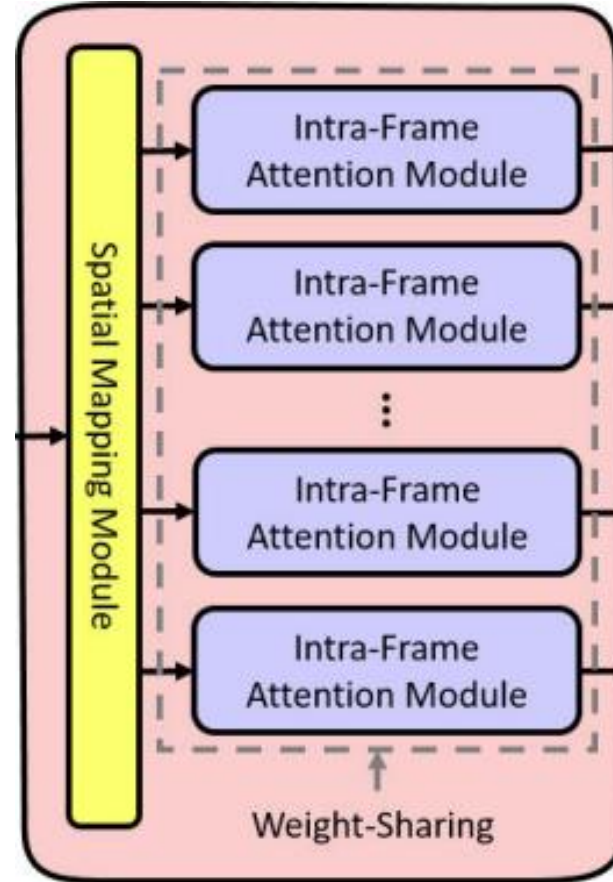 Spatial Mapping Module
Intra-Frame
Attention Module
Intra-Frame
Attention Module
...
Intra-Frame
Attention Module
Intra-Frame
Attention Module
Weight-Sharing